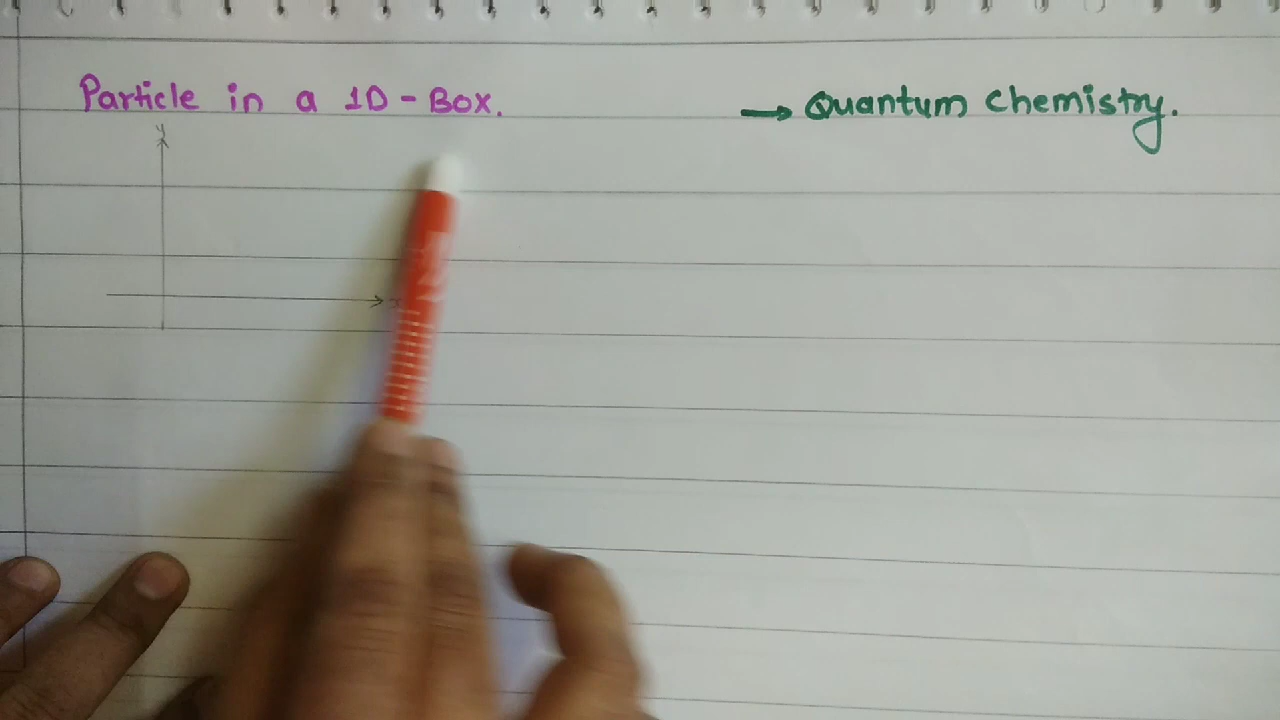 Particle in a 1D-Box. → Quantum Chemistry.
y
x